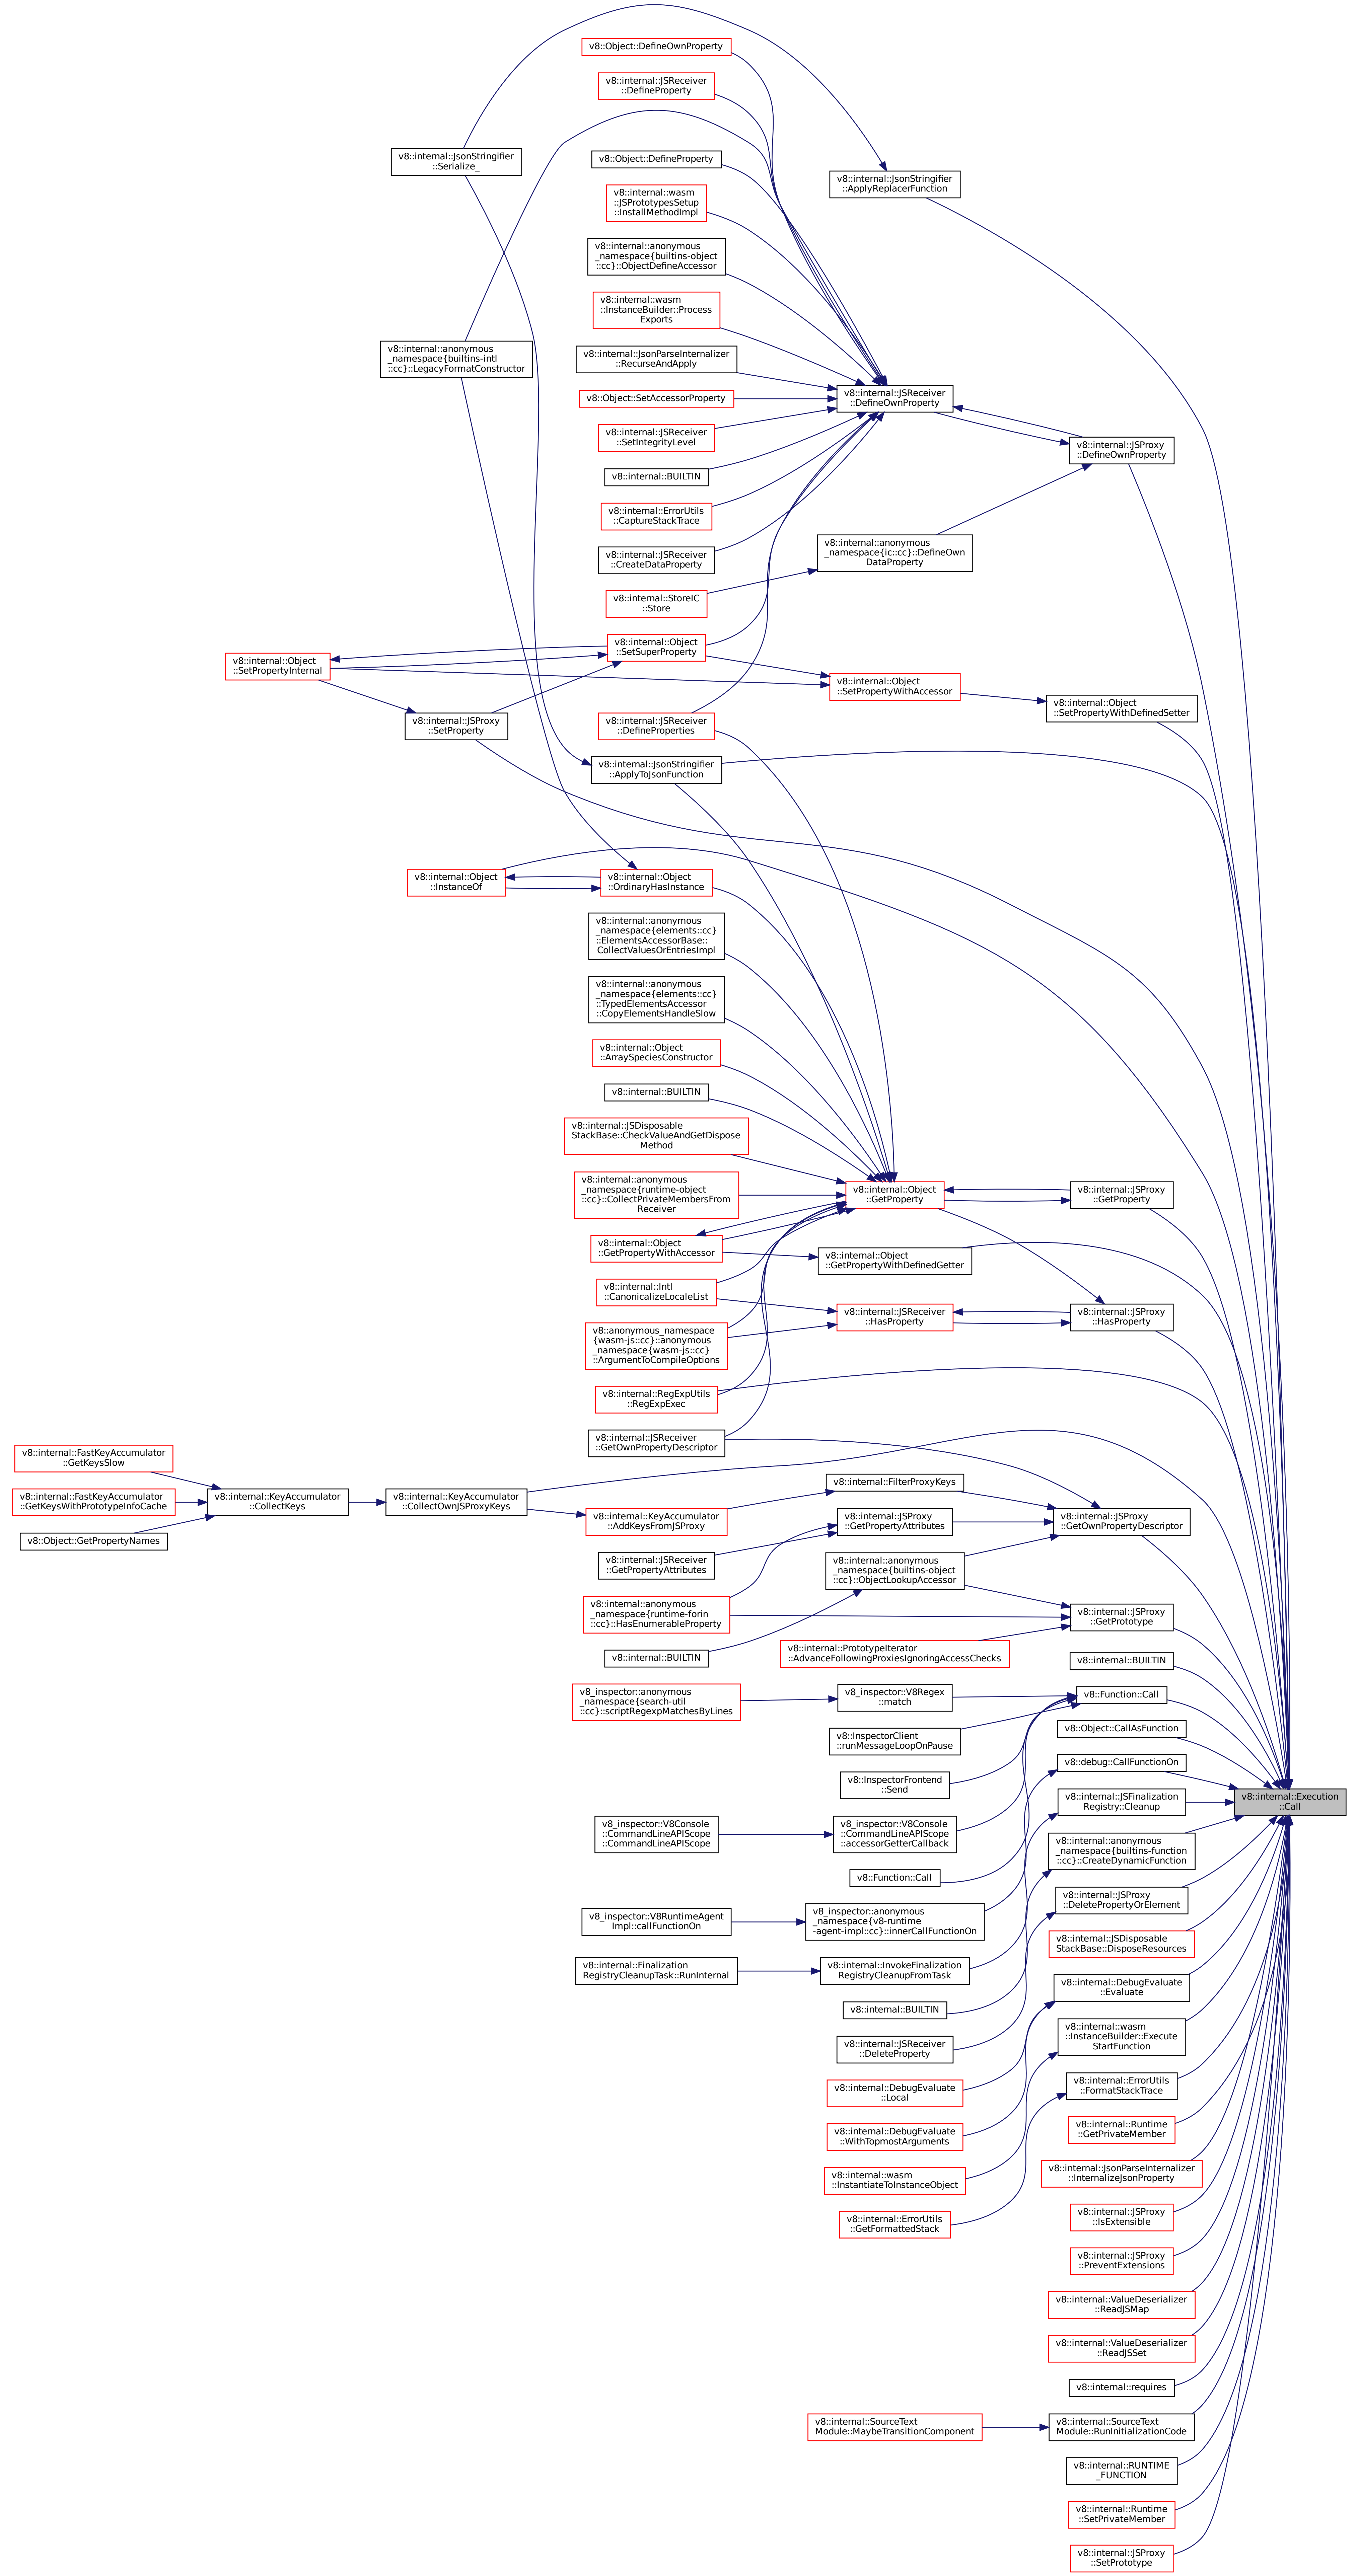 v8::Object::DefineOwnProperty
v8::internal::JSReceiver
::DefineProperty
v8::internal::JsonStringifier
::Serialize_
v8::Object::DefineProperty
v8::internal::JsonStringifier
::ApplyReplacerFunction
v8::internal::wasm
::JSPrototypesSetup
::InstallMethodImpl
v8::internal::anonymous
_namespace{builtins-object
::cc}::ObjectDefineAccessor
v8::internal::wasm
::InstanceBuilder::Process
Exports
v8::internal::anonymous
_namespace{builtins-intl
::cc}::LegacyFormatConstructor
v8::internal::JsonParseInternalizer
::RecurseAndApply
v8::Object::SetAccessorProperty
v8::internal::JSReceiver
::DefineOwnProperty
v8::internal::JSReceiver
::SetIntegrityLevel
v8::internal::JSProxy
::DefineOwnProperty
v8::internal::BUILTIN
v8::internal::ErrorUtils
::CaptureStackTrace
v8::internal::JSReceiver
::CreateDataProperty
v8::internal::anonymous
_namespace{ic::cc}::DefineOwn
DataProperty
v8::internal::StoreIC
::Store
v8::internal::Object
::SetSuperProperty
v8::internal::Object
::SetPropertyInternal
v8::internal::Object
::SetPropertyWithAccessor
v8::internal::Object
::SetPropertyWithDefinedSetter
v8::internal::JSProxy
::SetProperty
v8::internal::JSReceiver
::DefineProperties
v8::internal::JsonStringifier
::ApplyToJsonFunction
v8::internal::Object
::InstanceOf
v8::internal::Object
::OrdinaryHasInstance
v8::internal::anonymous
_namespace{elements::cc}
::ElementsAccessorBase::
CollectValuesOrEntriesImpl
v8::internal::anonymous
_namespace{elements::cc}
::TypedElementsAccessor
::CopyElementsHandleSlow
v8::internal::Object
::ArraySpeciesConstructor
v8::internal::BUILTIN
v8::internal::JSDisposable
StackBase::CheckValueAndGetDispose
Method
v8::internal::anonymous
_namespace{runtime-object
::cc}::CollectPrivateMembersFrom
Receiver
v8::internal::Object
::GetProperty
v8::internal::JSProxy
::GetProperty
v8::internal::Object
::GetPropertyWithAccessor
v8::internal::Object
::GetPropertyWithDefinedGetter
v8::internal::Intl
::CanonicalizeLocaleList
v8::internal::JSReceiver
::HasProperty
v8::internal::JSProxy
::HasProperty
v8::anonymous_namespace
{wasm-js::cc}::anonymous
_namespace{wasm-js::cc}
::ArgumentToCompileOptions
v8::internal::RegExpUtils
::RegExpExec
v8::internal::JSReceiver
::GetOwnPropertyDescriptor
v8::internal::FastKeyAccumulator
::GetKeysSlow
v8::internal::FastKeyAccumulator
::GetKeysWithPrototypeInfoCache
v8::Object::GetPropertyNames
v8::internal::KeyAccumulator
::CollectKeys
v8::internal::KeyAccumulator
::CollectOwnJSProxyKeys
v8::internal::FilterProxyKeys
v8::internal::KeyAccumulator
::AddKeysFromJSProxy
v8::internal::JSProxy
::GetPropertyAttributes
v8::internal::JSProxy
::GetOwnPropertyDescriptor
v8::internal::JSReceiver
::GetPropertyAttributes
v8::internal::anonymous
_namespace{builtins-object
::cc}::ObjectLookupAccessor
v8::internal::anonymous
_namespace{runtime-forin
::cc}::HasEnumerableProperty
v8::internal::JSProxy
::GetPrototype
v8::internal::BUILTIN
v8::internal::PrototypeIterator
::AdvanceFollowingProxiesIgnoringAccessChecks
v8::internal::BUILTIN
v8_inspector::anonymous
_namespace{search-util
::cc}::scriptRegexpMatchesByLines
v8_inspector::V8Regex
::match
v8::Function::Call
v8::InspectorClient
::runMessageLoopOnPause
v8::Object::CallAsFunction
v8::debug::CallFunctionOn
v8::InspectorFrontend
::Send
v8::internal::JSFinalization
Registry::Cleanup
v8::internal::Execution
::Call
v8_inspector::V8Console
::CommandLineAPIScope
::CommandLineAPIScope
v8_inspector::V8Console
::CommandLineAPIScope
::accessorGetterCallback
v8::internal::anonymous
_namespace{builtins-function
::cc}::CreateDynamicFunction
v8::Function::Call
v8::internal::JSProxy
::DeletePropertyOrElement
v8_inspector::V8RuntimeAgent
Impl::callFunctionOn
v8_inspector::anonymous
_namespace{v8-runtime
-agent-impl::cc}::innerCallFunctionOn
v8::internal::JSDisposable
StackBase::DisposeResources
v8::internal::Finalization
RegistryCleanupTask::RunInternal
v8::internal::InvokeFinalization
RegistryCleanupFromTask
v8::internal::DebugEvaluate
::Evaluate
v8::internal::BUILTIN
v8::internal::wasm
::InstanceBuilder::Execute
StartFunction
v8::internal::JSReceiver
::DeleteProperty
v8::internal::DebugEvaluate
::Local
v8::internal::ErrorUtils
::FormatStackTrace
v8::internal::DebugEvaluate
::WithTopmostArguments
v8::internal::Runtime
::GetPrivateMember
v8::internal::wasm
::InstantiateToInstanceObject
v8::internal::JsonParseInternalizer
::InternalizeJsonProperty
v8::internal::ErrorUtils
::GetFormattedStack
v8::internal::JSProxy
::IsExtensible
v8::internal::JSProxy
::PreventExtensions
v8::internal::ValueDeserializer
::ReadJSMap
v8::internal::ValueDeserializer
::ReadJSSet
v8::internal::requires
v8::internal::SourceText
Module::MaybeTransitionComponent
v8::internal::SourceText
Module::RunInitializationCode
v8::internal::RUNTIME
_FUNCTION
v8::internal::Runtime
::SetPrivateMember
v8::internal::JSProxy
::SetPrototype